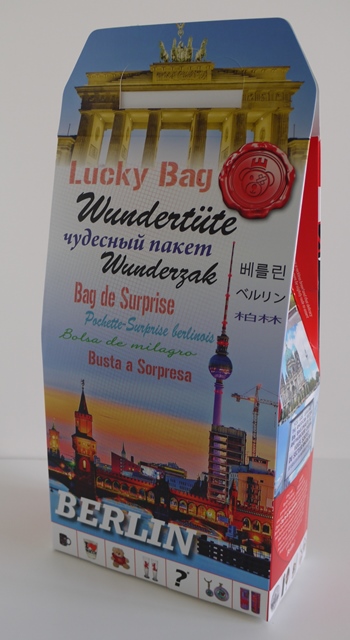 Lucky Bag
Wundertüte
чудесный пакет
Wunderzak
베를린
ベルリン
柏林
Bag de Surprise
Pochette-Surprise berlinois
Bolsa de milagro
Busta a Sorpresa
BERLIN
?